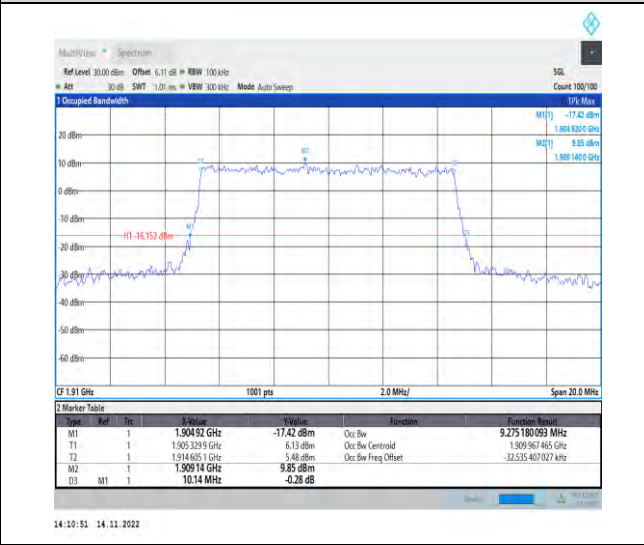 MultiView Spectrum
Ref Level 30.00 dBm Offset 6.11 dB RBW 100 kHz SGL
Att 30 dB SWT 1.01 ms VBW 300 kHz Mode Auto Sweep Count 100/100
1 Occupied Bandwidth 1Pk Max
M1[1] -17.42 dBm
1.904 920 0 GHz
M2[1] 9.85 dBm
1.909 140 0 GHz
20 dBm
10 dBm
0 dBm
-10 dBm
H1 -16.152 dBm
-20 dBm
-30 dBm
-40 dBm
-50 dBm
-60 dBm
M2
M1
CF 1.91 GHz 1001 pts 2.0 MHz/ Span 20.0 MHz
2 Marker Table
Type Ref Trc X-Value Y-Value Function Function Result
M1 1 1.904 92 GHz -17.42 dBm Occ Bw 9.275 180 093 MHz
T1 1 1.905 329 9 GHz 6.13 dBm Occ Bw Centroid 1.909 967 465 GHz
T2 1 1.914 605 1 GHz 5.48 dBm Occ Bw Freq Offset -32.535 407 027 kHz
M2 1 1.909 14 GHz 9.85 dBm
D3 M1 1 10.14 MHz -0.28 dB
14:10:51 14.11.2022